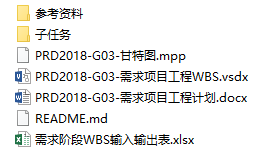 参考资料
子任务
PRD2018-G03-甘特图.mpp
PRD2018-G03-需求项目工程WBS.vsdx
PRD2018-G03-需求项目工程计划.docx
README.md
需求阶段WBS输入输出表.xlsx